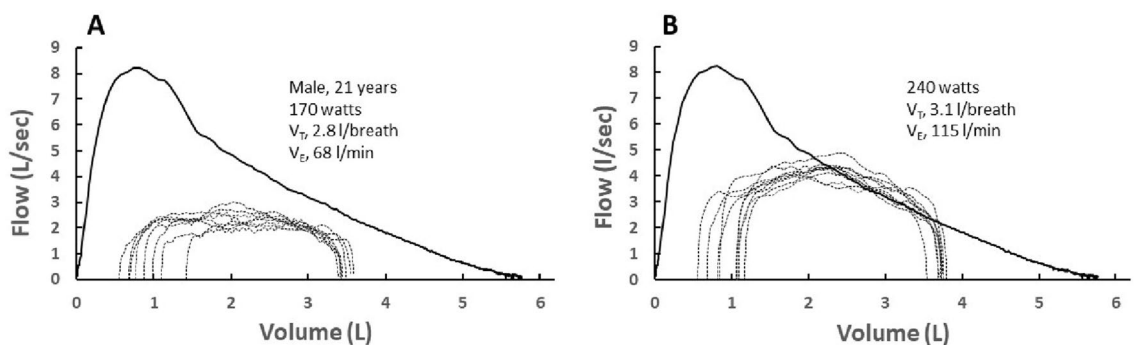 A
Flow (L/sec)
9
8
7
6
5
4
3
2
1
0
Male, 21 years
170 watts
VT, 2.8 l/breath
VE, 68 l/min
0 1 2 3 4 5 6
Volume (L)
B
Flow (l/sec)
9
8
7
6
5
4
3
2
1
0
240 watts
VT, 3.1 l/breath
VE, 115 l/min
0 1 2 3 4 5 6
Volume (L)